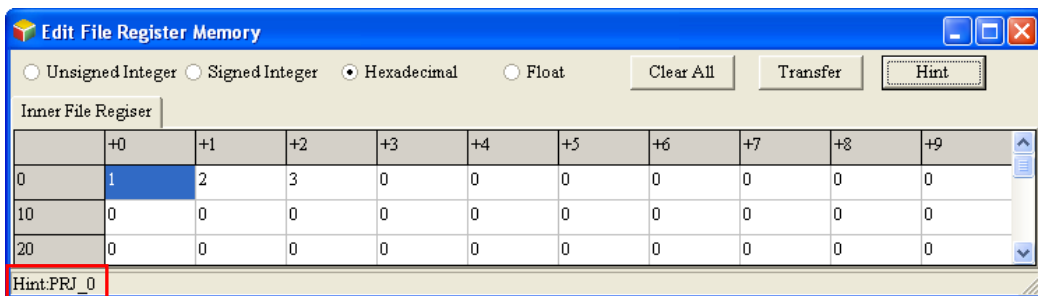 Edit File Register Memory
Unsigned Integer Signed Integer Hexadecimal Float Clear All Transfer Hint
Inner File Regiser
+0 +1 +2 +3 +4 +5 +6 +7 +8 +9
0 1 2 3 0 0 0 0 0 0 0
10 0 0 0 0 0 0 0 0 0 0
20 0 0 0 0 0 0 0 0 0 0
Hint:PRJ_0